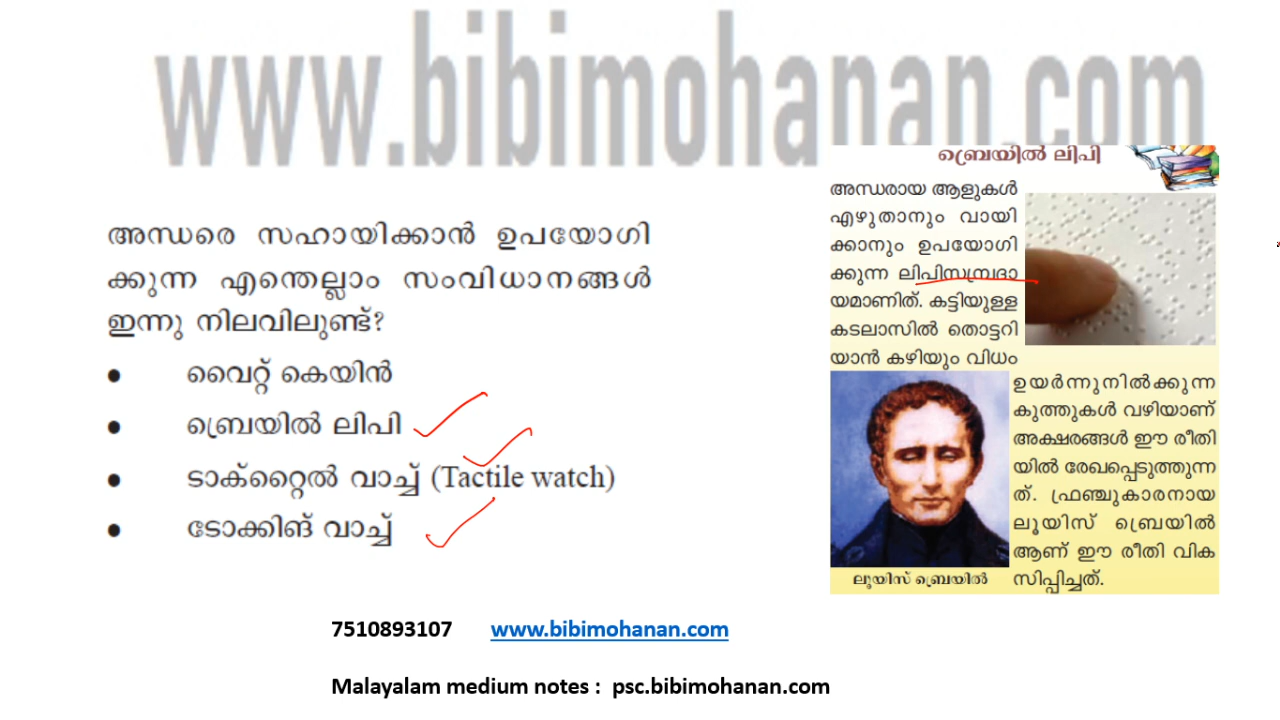 www.bibimohanan.com
അന്ധരെ സഹായിക്കാൻ ഉപയോഗി
ക്കുന്ന എന്തെല്ലാം സംവിധാനങ്ങൾ
ഇന്നു നിലവിലുണ്ട്?
• വൈറ്റ് കെയിൻ
• ബ്രെയിൽ ലിപി
• ടാക്റ്റൈൽ വാച്ച് (Tactile watch)
• ടോക്കിങ് വാച്ച്
ബ്രെയിൽ ലിപി
അന്ധരായ ആളുകൾ
എഴുതാനും വായി
ക്കാനും ഉപയോഗി
ക്കുന്ന ലിപിസമ്പ്രദാ
യമാണിത്. കട്ടിയുള്ള
കടലാസിൽ തൊട്ടറി
യാൻ കഴിയും വിധം
ഉയർന്നുനിൽക്കുന്ന
കുത്തുകൾ വഴിയാണ്
അക്ഷരങ്ങൾ ഈ രീതി
യിൽ രേഖപ്പെടുത്തുന്ന
ത്. ഫ്രഞ്ചുകാരനായ
ലൂയിസ് ബ്രെയിൽ
ആണ് ഈ രീതി വിക
സിപ്പിച്ചത്.
ലൂയിസ് ബ്രെയിൽ
7510893107 www.bibimohanan.com
Malayalam medium notes : psc.bibimohanan.com